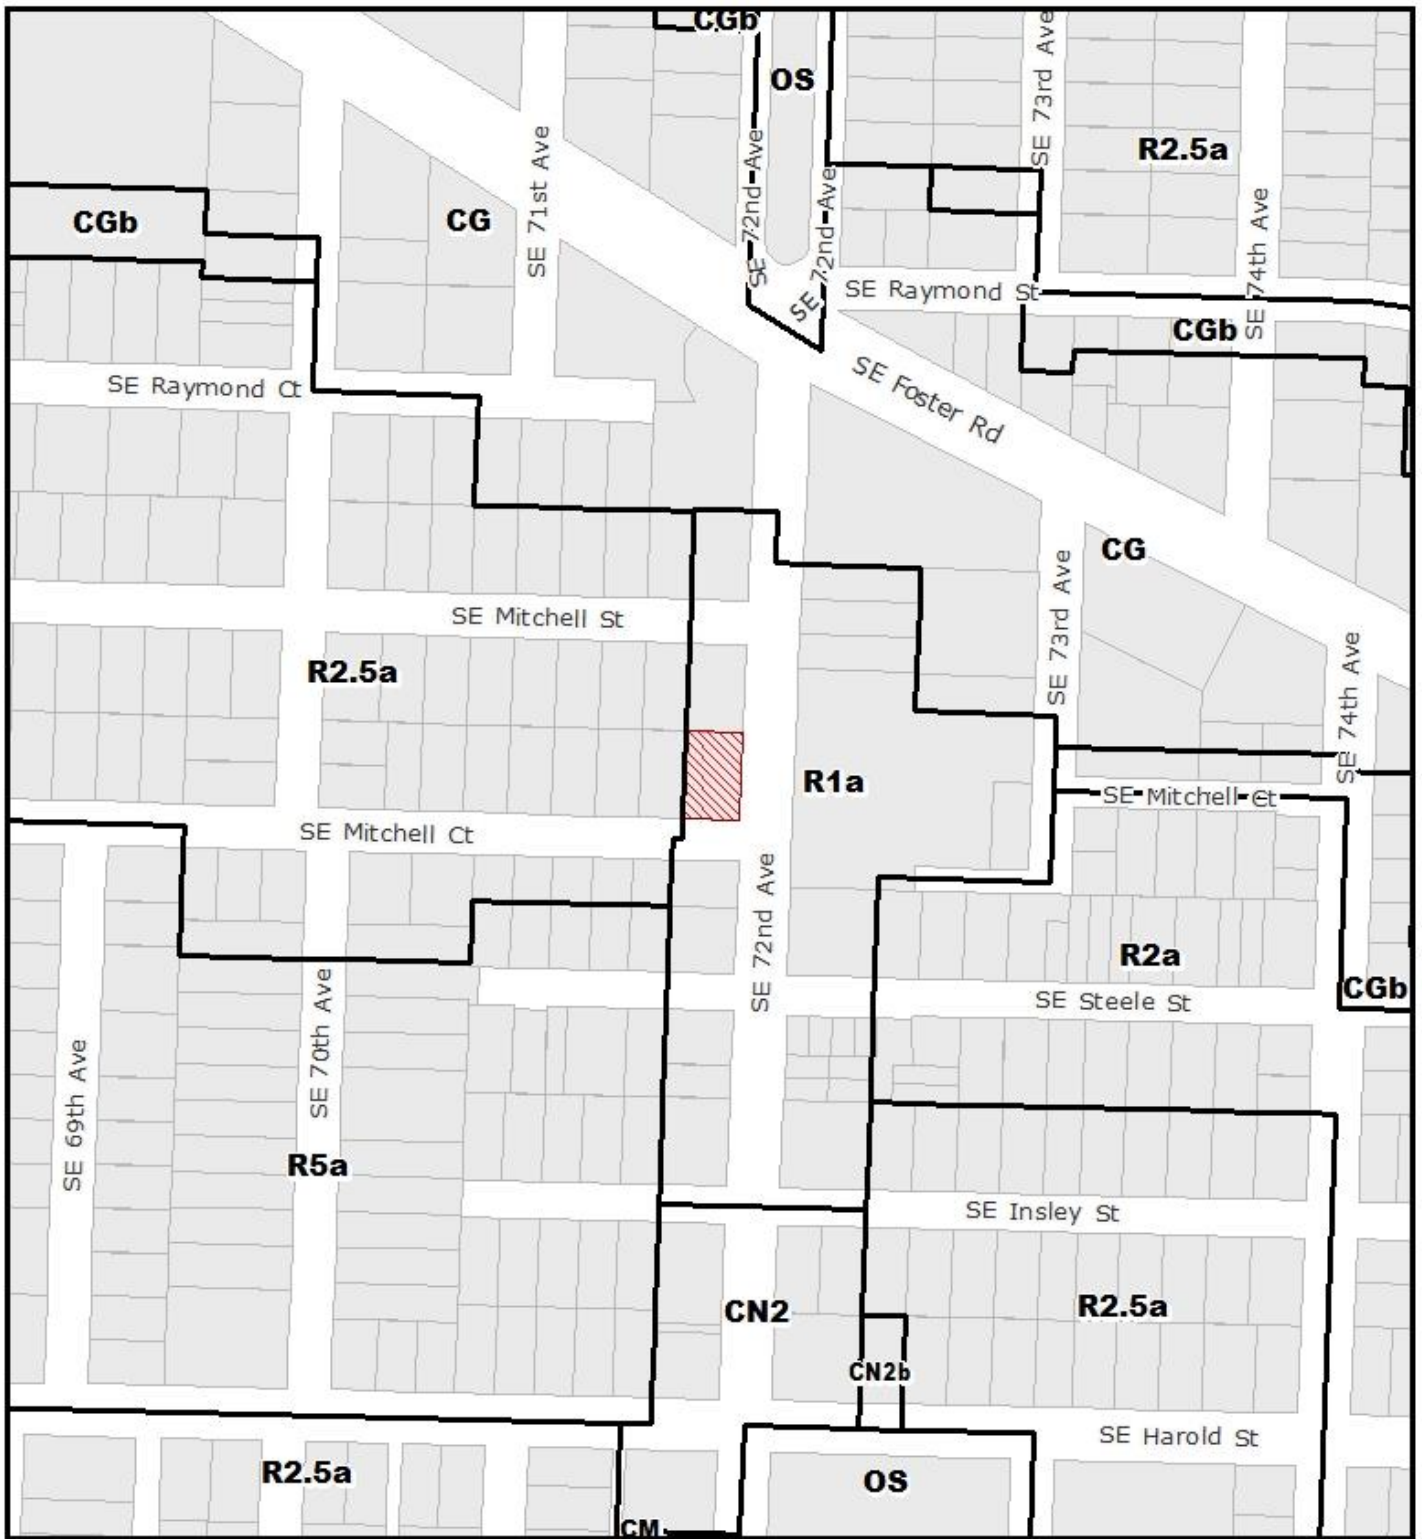 CGb
OS
SE 73rd Ave
R2.5a
SE 71st Ave
SE 72nd Ave
SE 72nd Ave
CGb
CG
SE 74th Ave
SE Raymond St
CGb
SE Raymond Ct
SE Foster Rd
CG
SE Mitchell St
SE 73rd Ave
R2.5a
SE 74th Ave
R1a
SE Mitchell Ct
SE Mitchell Ct
SE 72nd Ave
R2a
CGb
SE Steele St
SE 70th Ave
SE 69th Ave
R5a
SE Insley St
CN2
R2.5a
CN2b
SE Harold St
R2.5a
OS
CM